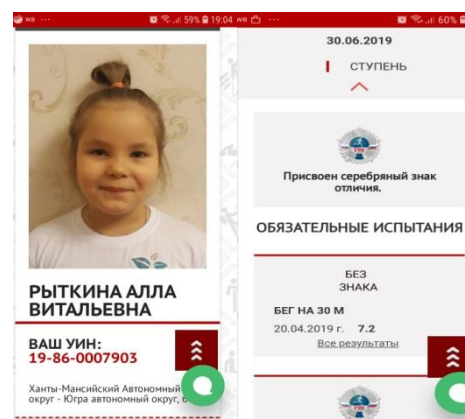 wa ... 59% 19:04
РЫТКИНА АЛЛА
ВИТАЛЬЕВНА
ВАШ УИН:
19-86-0007903
Ханты-Мансийский Автономный
округ - Югра автономный округ,
wa ... 60%
30.06.2019
I СТУПЕНЬ
Присвоен серебряный знак
отличия.
ОБЯЗАТЕЛЬНЫЕ ИСПЫТАНИЯ
БЕЗ
ЗНАКА
БЕГ НА 30 М
20.04.2019 г. 7.2
Все результаты